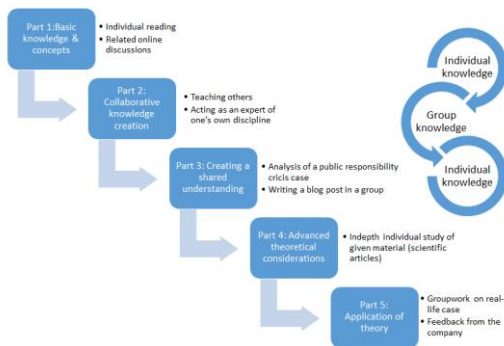 Part 1:Basic
knowledge &
concepts
• Individual reading
• Related online
discussions
Part 2:
Collaborative
knowledge
creation
• Teaching others
• Acting as an expert of
one's own discipline
Part 3: Creating a
shared
understanding
• Analysis of a public responsibility
cricis case
• Writing a blog post in a group
Part 4: Advanced
theoretical
considerations
• Indepth individual study of
given material (scientific
articles)
Part 5:
Application of
theory
• Groupwork on real-
life case
• Feedback from the
company
Individual
knowledge
Group
knowledge
Individual
knowledge